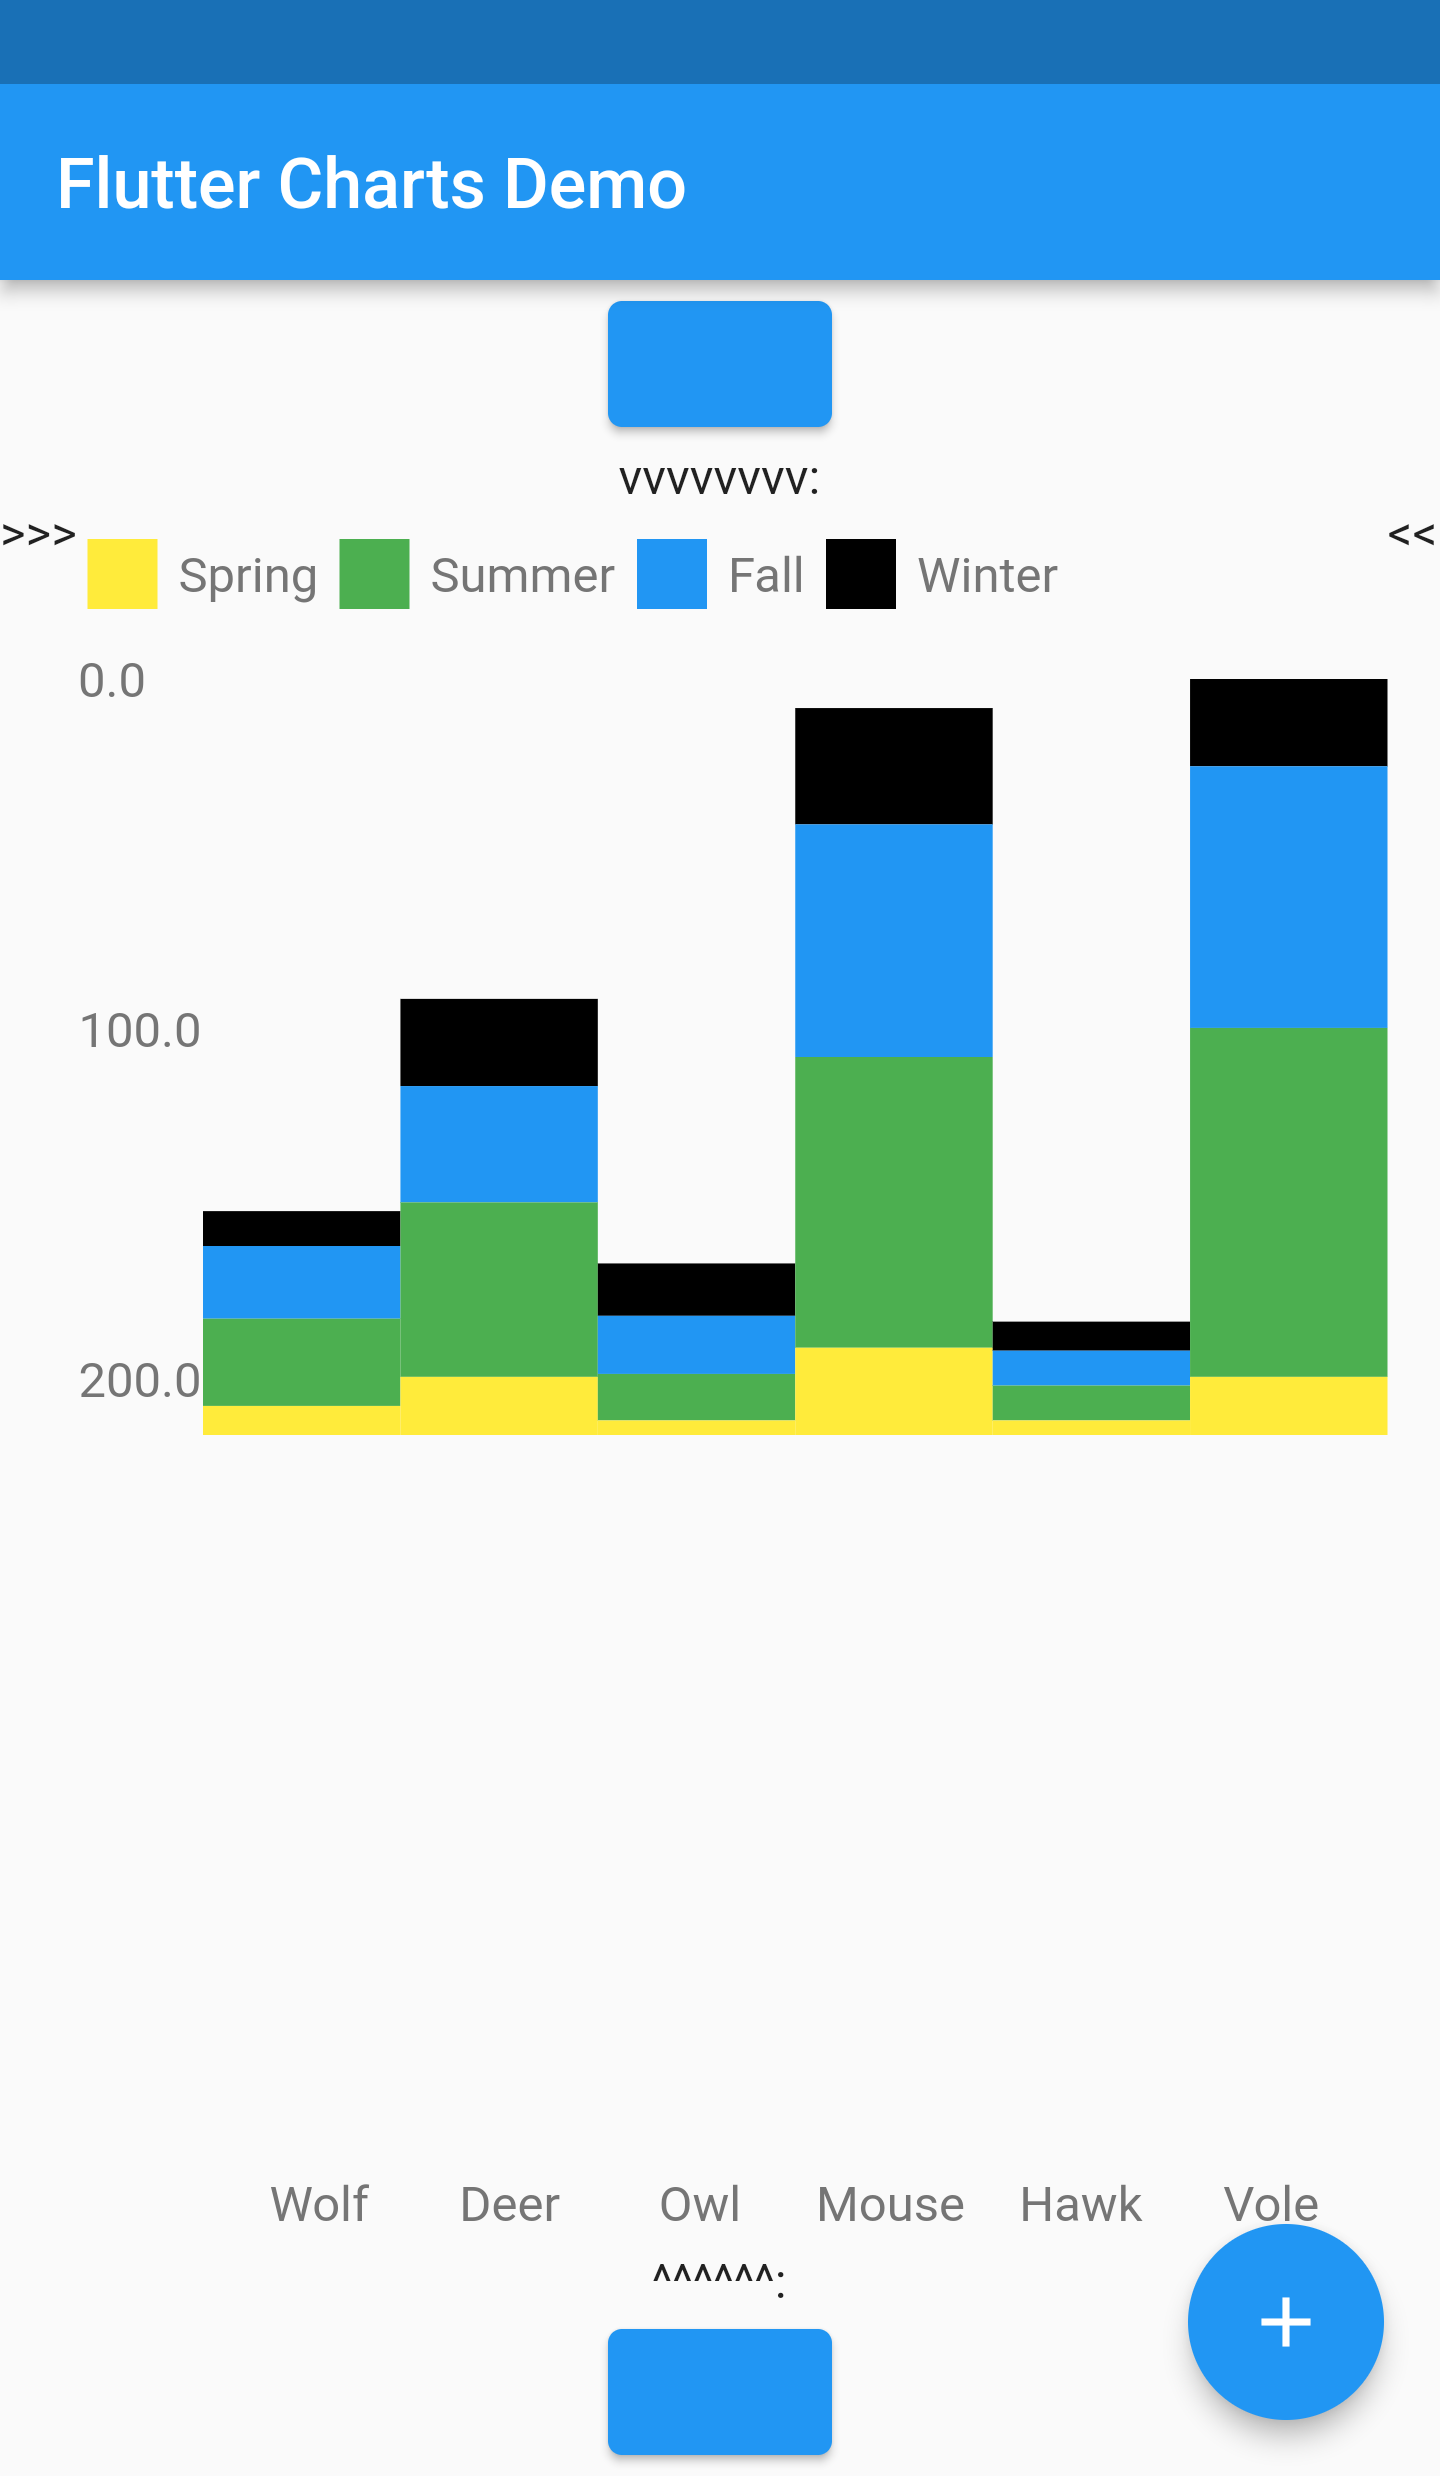 Flutter Charts Demo
vvvvvvvv:
>>> <<
Spring Summer Fall Winter
0.0
100.0
200.0
Wolf Deer Owl Mouse Hawk Vole
^^^^^^:
+